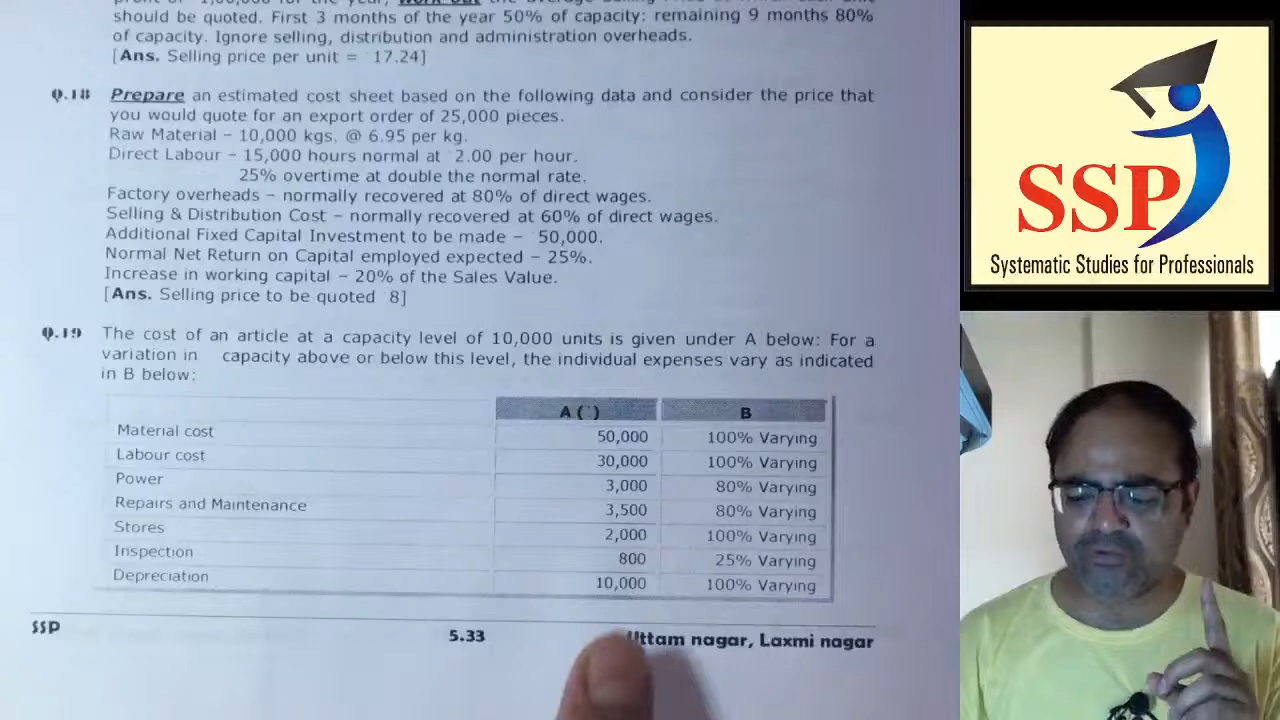 should be quoted. First 3 months of the year 50% of capacity: remaining 9 months 80%
of capacity. Ignore selling, distribution and administration overheads.
[Ans. Selling price per unit = 17.24]
Q.18 Prepare an estimated cost sheet based on the following data and consider the price that
you would quote for an export order of 25,000 pieces.
Raw Material – 10,000 kgs. @ 6.95 per kg.
Direct Labour – 15,000 hours normal at 2.00 per hour.
25% overtime at double the normal rate.
Factory overheads – normally recovered at 80% of direct wages.
Selling & Distribution Cost – normally recovered at 60% of direct wages.
Additional Fixed Capital Investment to be made – 50,000.
Normal Net Return on Capital employed expected – 25%.
Increase in working capital – 20% of the Sales Value.
[Ans. Selling price to be quoted 8]
Q.19 The cost of an article at a capacity level of 10,000 units is given under A below: For a
variation in capacity above or below this level, the individual expenses vary as indicated
in B below:
A ( ) B
Material cost 50,000 100% Varying
Labour cost 30,000 100% Varying
Power 3,000 80% Varying
Repairs and Maintenance 3,500 80% Varying
Stores 2,000 100% Varying
Inspection 800 25% Varying
Depreciation 10,000 100% Varying
SSP 5.33 Uttam nagar, Laxmi nagar
SSP
Systematic Studies for Professionals